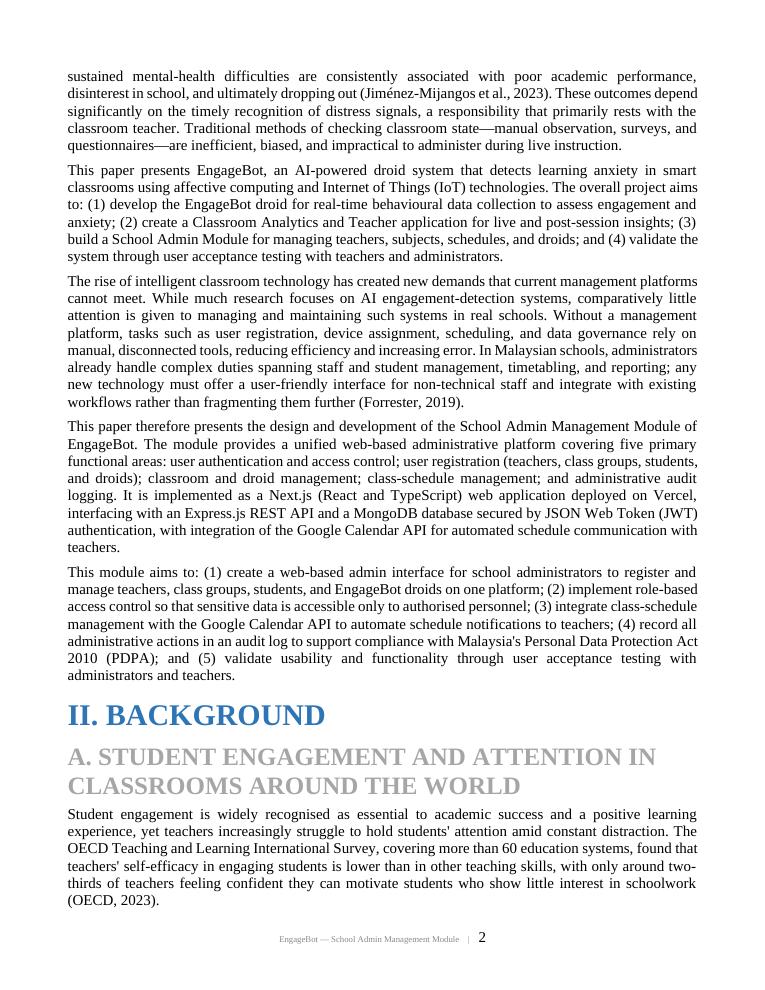 sustained mental-health difficulties are consistently associated with poor academic performance,
disinterest in school, and ultimately dropping out (Jiménez-Mijangos et al., 2023). These outcomes depend
significantly on the timely recognition of distress signals, a responsibility that primarily rests with the
classroom teacher. Traditional methods of checking classroom state—manual observation, surveys, and
questionnaires—are inefficient, biased, and impractical to administer during live instruction.
This paper presents EngageBot, an AI-powered droid system that detects learning anxiety in smart
classrooms using affective computing and Internet of Things (IoT) technologies. The overall project aims
to: (1) develop the EngageBot droid for real-time behavioural data collection to assess engagement and
anxiety; (2) create a Classroom Analytics and Teacher application for live and post-session insights; (3)
build a School Admin Module for managing teachers, subjects, schedules, and droids; and (4) validate the
system through user acceptance testing with teachers and administrators.
The rise of intelligent classroom technology has created new demands that current management platforms
cannot meet. While much research focuses on AI engagement-detection systems, comparatively little
attention is given to managing and maintaining such systems in real schools. Without a management
platform, tasks such as user registration, device assignment, scheduling, and data governance rely on
manual, disconnected tools, reducing efficiency and increasing error. In Malaysian schools, administrators
already handle complex duties spanning staff and student management, timetabling, and reporting; any
new technology must offer a user-friendly interface for non-technical staff and integrate with existing
workflows rather than fragmenting them further (Forrester, 2019).
This paper therefore presents the design and development of the School Admin Management Module of
EngageBot. The module provides a unified web-based administrative platform covering five primary
functional areas: user authentication and access control; user registration (teachers, class groups, students,
and droids); classroom and droid management; class-schedule management; and administrative audit
logging. It is implemented as a Next.js (React and TypeScript) web application deployed on Vercel,
interfacing with an Express.js REST API and a MongoDB database secured by JSON Web Token (JWT)
authentication, with integration of the Google Calendar API for automated schedule communication with
teachers.
This module aims to: (1) create a web-based admin interface for school administrators to register and
manage teachers, class groups, students, and EngageBot droids on one platform; (2) implement role-based
access control so that sensitive data is accessible only to authorised personnel; (3) integrate class-schedule
management with the Google Calendar API to automate schedule notifications to teachers; (4) record all
administrative actions in an audit log to support compliance with Malaysia's Personal Data Protection Act
2010 (PDPA); and (5) validate usability and functionality through user acceptance testing with
administrators and teachers.
II. BACKGROUND
A. STUDENT ENGAGEMENT AND ATTENTION IN
CLASSROOMS AROUND THE WORLD
Student engagement is widely recognised as essential to academic success and a positive learning
experience, yet teachers increasingly struggle to hold students' attention amid constant distraction. The
OECD Teaching and Learning International Survey, covering more than 60 education systems, found that
teachers' self-efficacy in engaging students is lower than in other teaching skills, with only around two-
thirds of teachers feeling confident they can motivate students who show little interest in schoolwork
(OECD, 2023).
EngageBot — School Admin Management Module | 2